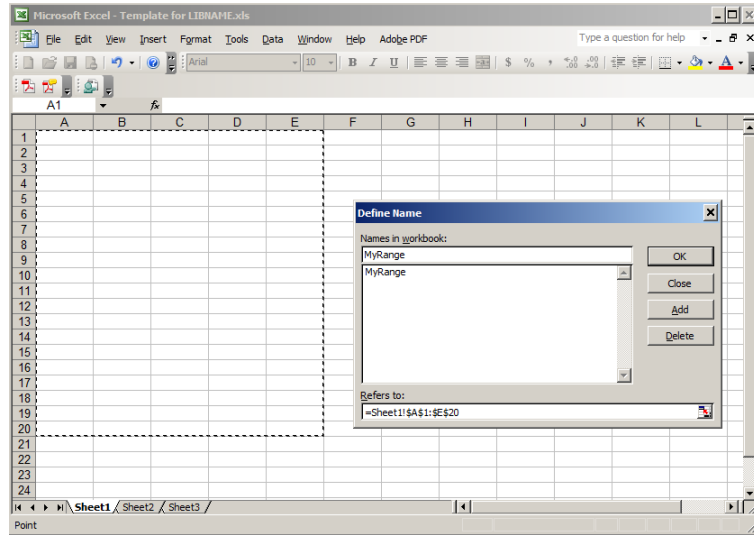 Microsoft Excel - Template for LIBNAME.xls
File Edit View Insert Format Tools Data Window Help Adobe PDF Type a question for help
Arial 10 B I U $ % ,
A1 fx
A B C D E F G H I J K L
1
2
3
4
5
6
7
8
9
10
11
12
13
14
15
16
17
18
19
20
21
22
23
24
Define Name
Names in workbook:
MyRange
MyRange
OK
Close
Add
Delete
Refers to:
=Sheet1!$A$1:$E$20
Sheet1 Sheet2 Sheet3
Point